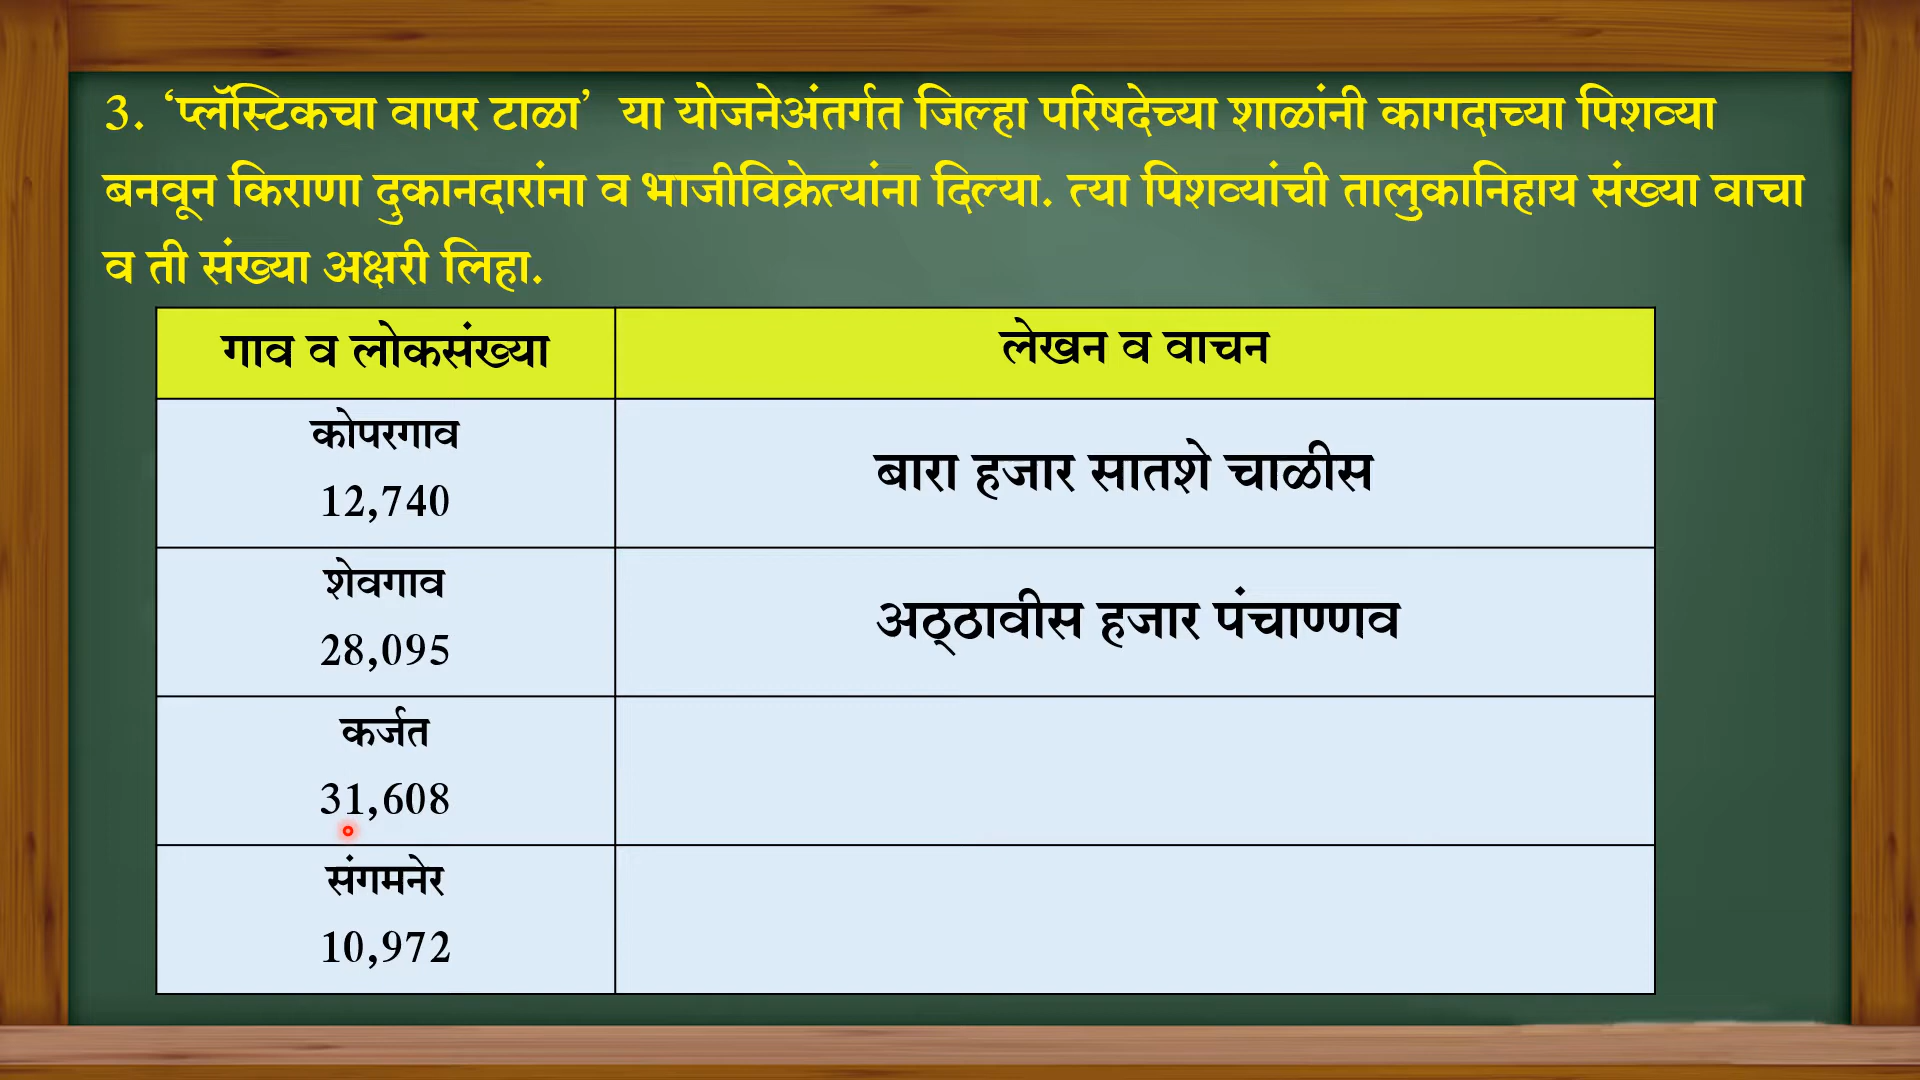 3. ‘प्लॅस्टिकचा वापर टाळा’ या योजनेअंतर्गत जिल्हा परिषदेच्या शाळांनी कागदाच्या पिशव्या
बनवून किराणा दुकानदारांना व भाजीविक्रेत्यांना दिल्या. त्या पिशव्यांची तालुकानिहाय संख्या वाचा
व ती संख्या अक्षरी लिहा.
गाव व लोकसंख्या
लेखन व वाचन
कोपरगाव
12,740
बारा हजार सातशे चाळीस
शेवगाव
28,095
अठ्ठावीस हजार पंचाण्णव
कर्जत
31,608
संगमनेर
10,972